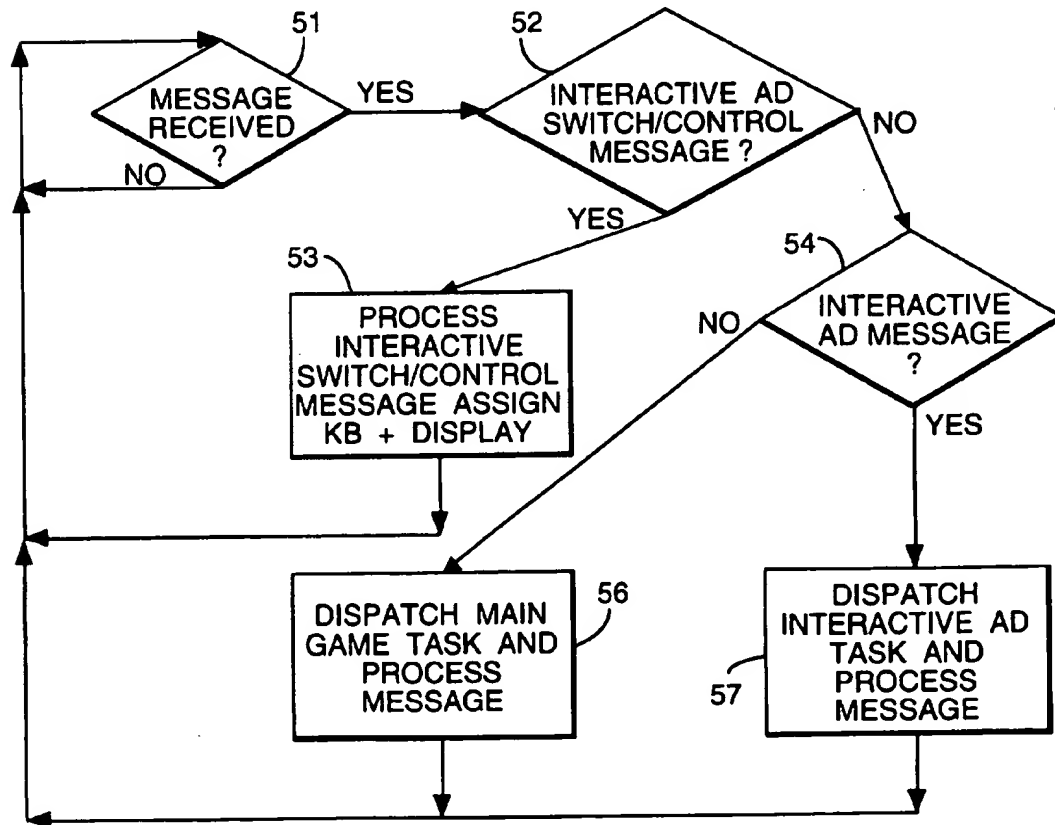 51
MESSAGE
RECEIVED
?
YES
NO
52
INTERACTIVE AD
SWITCH/CONTROL
MESSAGE ?
NO
YES
53
PROCESS
INTERACTIVE
SWITCH/CONTROL
MESSAGE ASSIGN
KB + DISPLAY
54
INTERACTIVE
AD MESSAGE
?
NO
YES
DISPATCH MAIN
GAME TASK AND
PROCESS
MESSAGE
56
DISPATCH
INTERACTIVE AD
TASK AND
PROCESS
MESSAGE
57